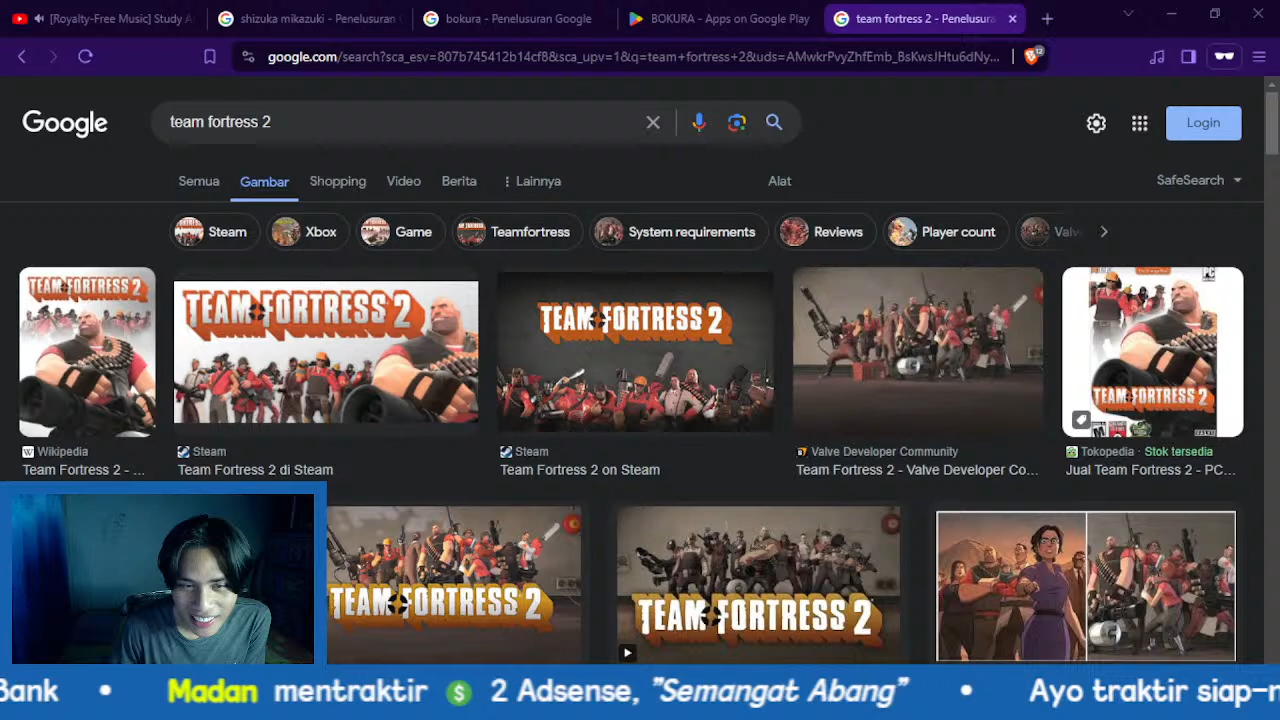 [Royalty-Free Music] Study A
shizuka mikazuki - Penelusuran
bokura - Penelusuran Google
BOKURA - Apps on Google Play
team fortress 2 - Penelusura
google.com/search?sca_esv=807b745412b14cf8&sca_upv=1&q=team+fortress+2&uds=AMwkrPvyZhfEmb_BsKwsJHtu6dNy...
12
Google
team fortress 2
Login
Semua
Gambar
Shopping
Video
Berita
Lainnya
Alat
SafeSearch
Steam
Xbox
Game
Teamfortress
System requirements
Reviews
Player count
Valv
TEAM FORTRESS 2
TEAM FORTRESS 2
TEAM FORTRESS 2
PC
TEAM FORTRESS 2
Wikipedia
Team Fortress 2 - ...
Steam
Team Fortress 2 di Steam
Steam
Team Fortress 2 on Steam
Valve Developer Community
Team Fortress 2 - Valve Developer Co...
Tokopedia · Stok tersedia
Jual Team Fortress 2 - PC...
TEAM FORTRESS 2
TEAM FORTRESS 2
Bank • Madan mentraktir $ 2 Adsense, "Semangat Abang" • Ayo traktir siap-